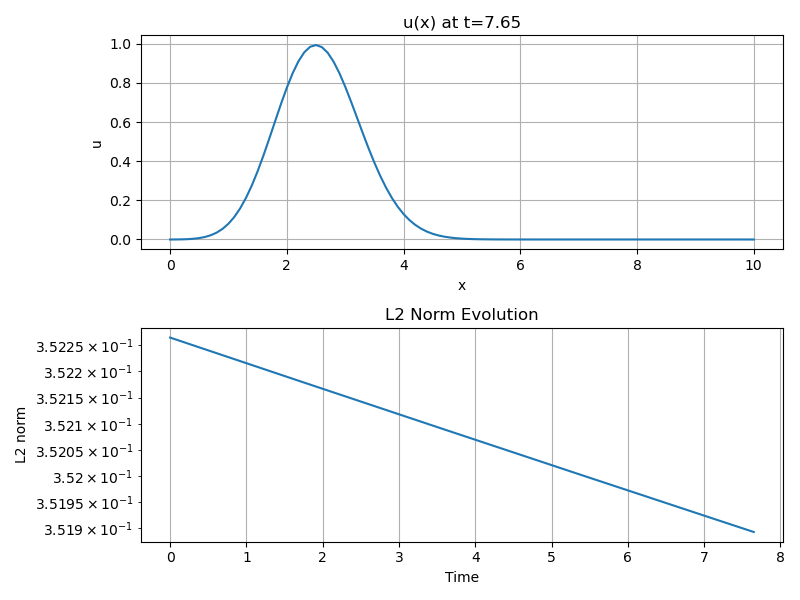 u(x) at t=7.65
u
1.0
0.8
0.6
0.4
0.2
0.0
0 2 4 6 8 10
x
L2 Norm Evolution
L2 norm
3.5225 × 10⁻¹
3.522 × 10⁻¹
3.5215 × 10⁻¹
3.521 × 10⁻¹
3.5205 × 10⁻¹
3.52 × 10⁻¹
3.5195 × 10⁻¹
3.519 × 10⁻¹
0 1 2 3 4 5 6 7 8
Time